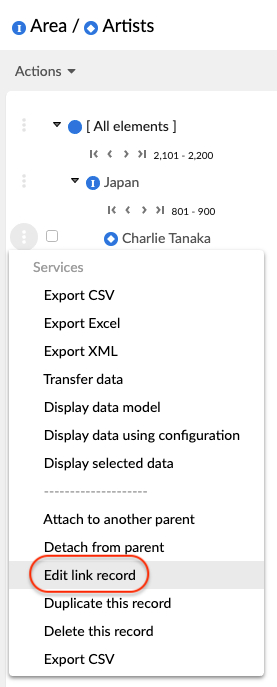 Area / Artists
Actions
[ All elements ]
2,101 - 2,200
Japan
801 - 900
Charlie Tanaka
Services
Export CSV
Export Excel
Export XML
Transfer data
Display data model
Display data using configuration
Display selected data
-------------------
Attach to another parent
Detach from parent
Edit link record
Duplicate this record
Delete this record
Export CSV